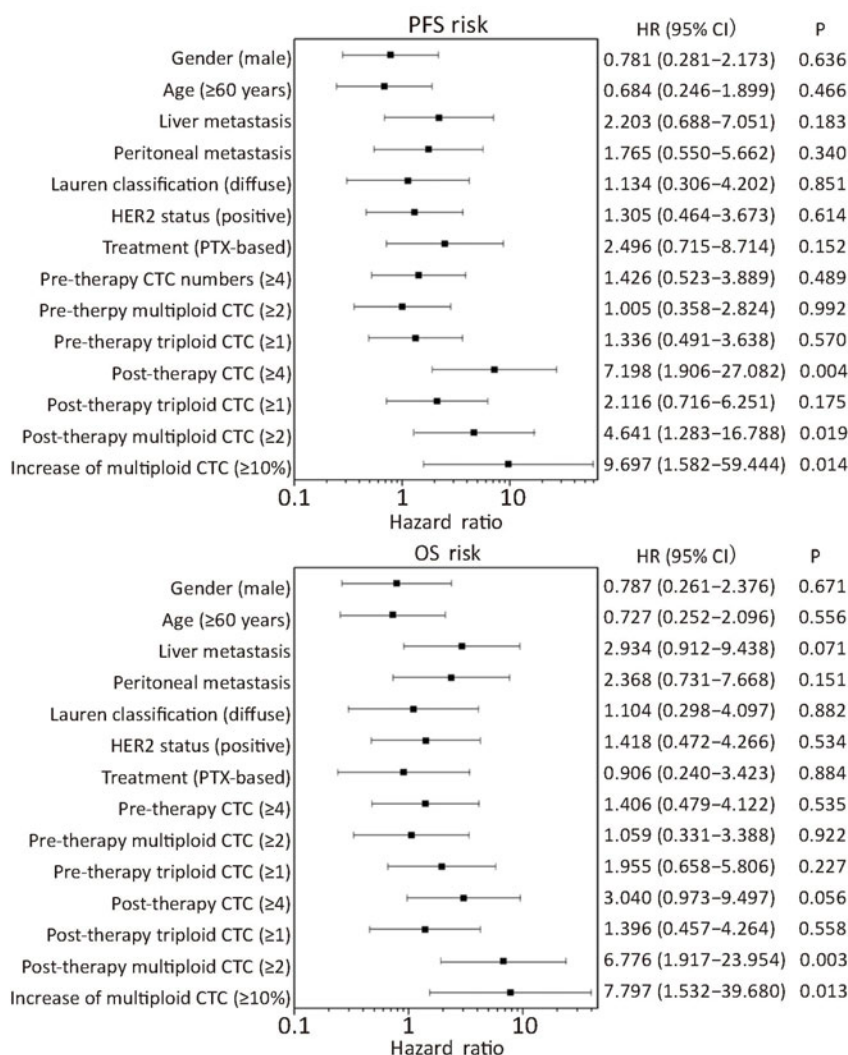 PFS risk HR (95% CI) P
Gender (male) 0.781 (0.281–2.173) 0.636
Age (≥60 years) 0.684 (0.246–1.899) 0.466
Liver metastasis 2.203 (0.688–7.051) 0.183
Peritoneal metastasis 1.765 (0.550–5.662) 0.340
Lauren classification (diffuse) 1.134 (0.306–4.202) 0.851
HER2 status (positive) 1.305 (0.464–3.673) 0.614
Treatment (PTX-based) 2.496 (0.715–8.714) 0.152
Pre-therapy CTC numbers (≥4) 1.426 (0.523–3.889) 0.489
Pre-therpy multiploid CTC (≥2) 1.005 (0.358–2.824) 0.992
Pre-therapy triploid CTC (≥1) 1.336 (0.491–3.638) 0.570
Post-therapy CTC (≥4) 7.198 (1.906–27.082) 0.004
Post-therapy triploid CTC (≥1) 2.116 (0.716–6.251) 0.175
Post-therapy multiploid CTC (≥2) 4.641 (1.283–16.788) 0.019
Increase of multiploid CTC (≥10%) 9.697 (1.582–59.444) 0.014
0.1 1 10
Hazard ratio
OS risk HR (95% CI) P
Gender (male) 0.787 (0.261–2.376) 0.671
Age (≥60 years) 0.727 (0.252–2.096) 0.556
Liver metastasis 2.934 (0.912–9.438) 0.071
Peritoneal metastasis 2.368 (0.731–7.668) 0.151
Lauren classification (diffuse) 1.104 (0.298–4.097) 0.882
HER2 status (positive) 1.418 (0.472–4.266) 0.534
Treatment (PTX-based) 0.906 (0.240–3.423) 0.884
Pre-therapy CTC (≥4) 1.406 (0.479–4.122) 0.535
Pre-therapy multiploid CTC (≥2) 1.059 (0.331–3.388) 0.922
Pre-therapy triploid CTC (≥1) 1.955 (0.658–5.806) 0.227
Post-therapy CTC (≥4) 3.040 (0.973–9.497) 0.056
Post-therapy triploid CTC (≥1) 1.396 (0.457–4.264) 0.558
Post-therapy multiploid CTC (≥2) 6.776 (1.917–23.954) 0.003
Increase of multiploid CTC (≥10%) 7.797 (1.532–39.680) 0.013
0.1 1 10
Hazard ratio